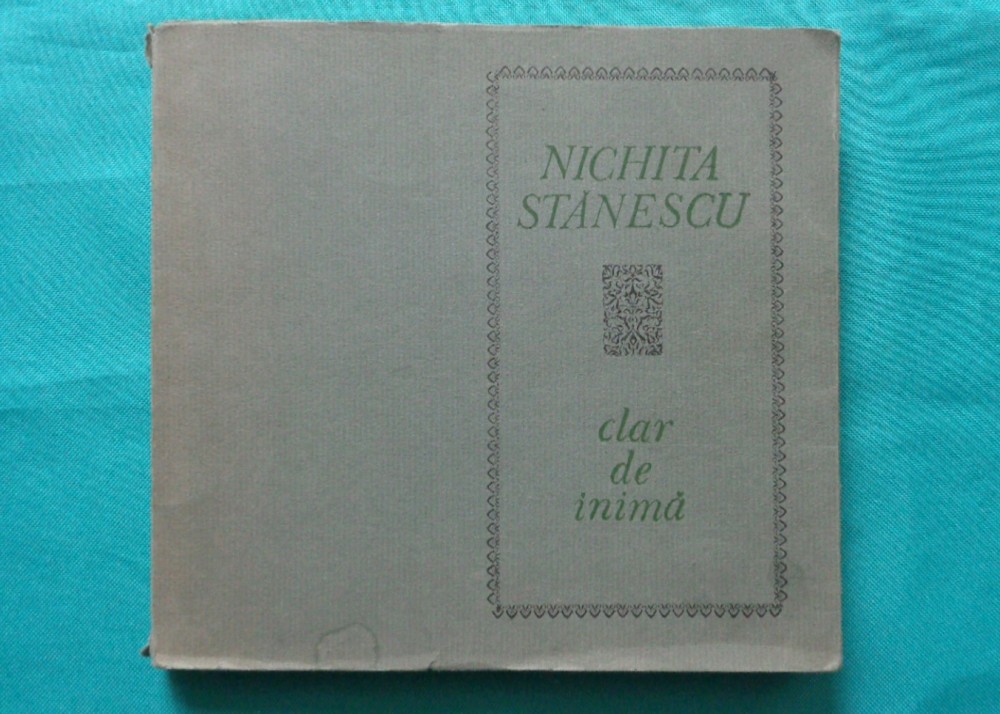 NICHITA
STĂNESCU
clar
de
inimă